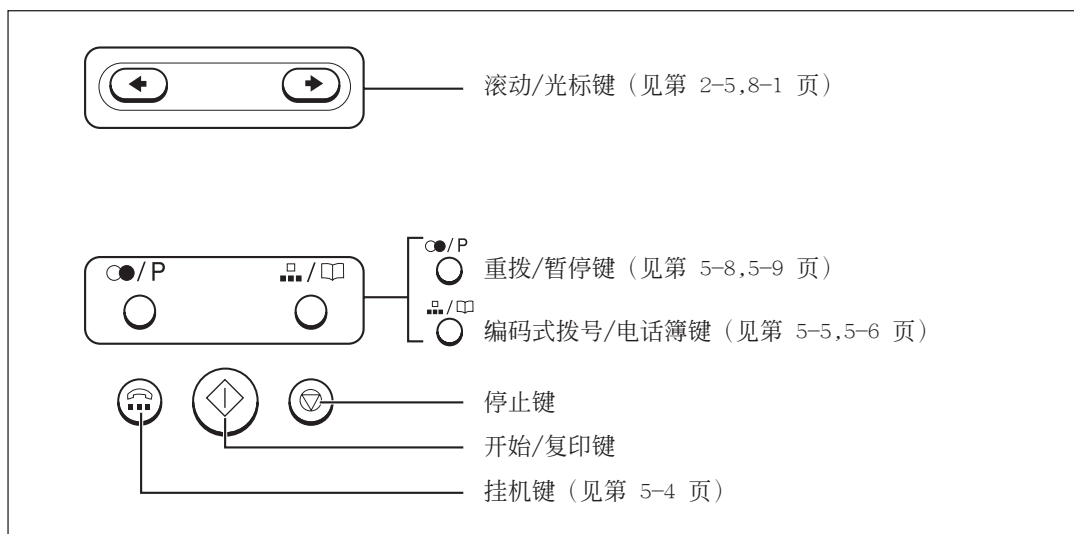 滚动/光标键（见第 2-5,8-1 页）
/P
/P
/
重拨/暂停键（见第 5-8,5-9 页）
/
编码式拨号/电话簿键（见第 5-5,5-6 页）
停止键
开始/复印键
挂机键（见第 5-4 页）